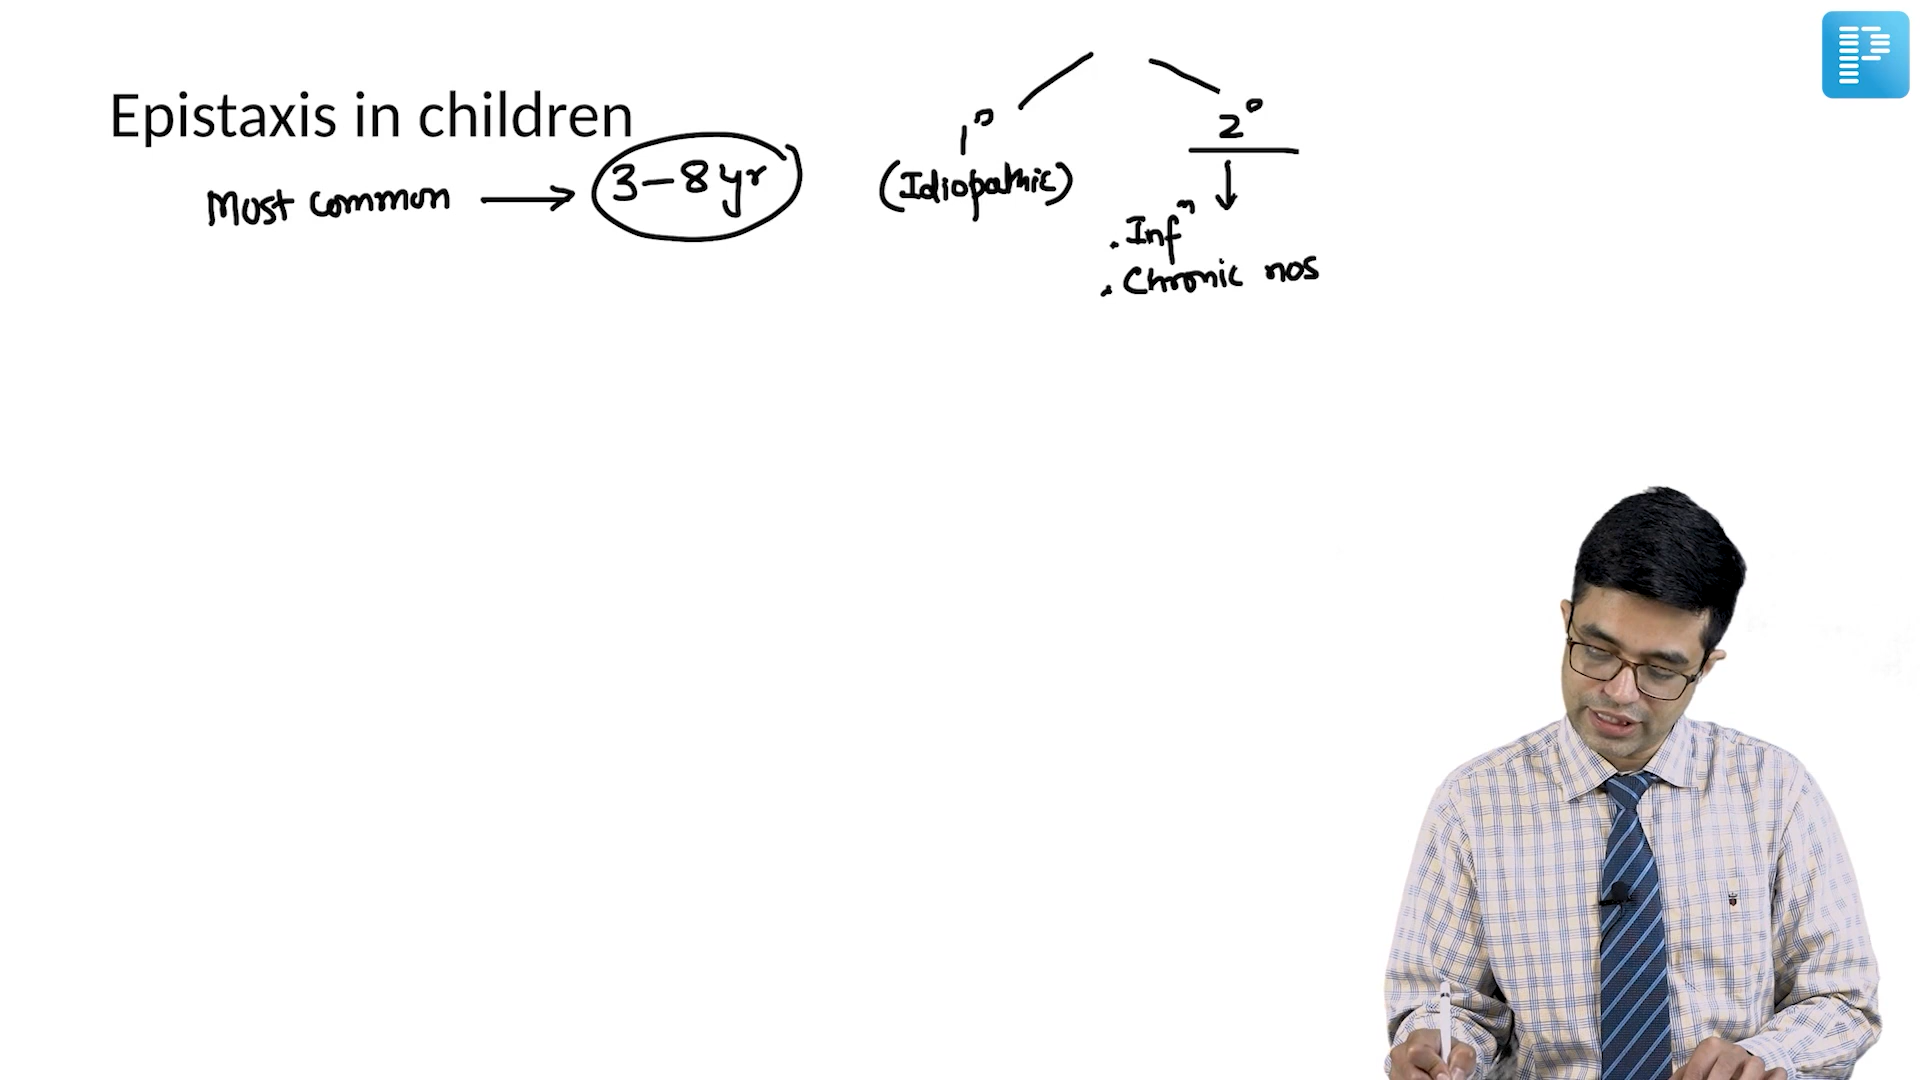 Epistaxis in children
Most common → 3-8 yr
1° 2°
(Idiopathic)
. Infⁿ
. Chronic nos